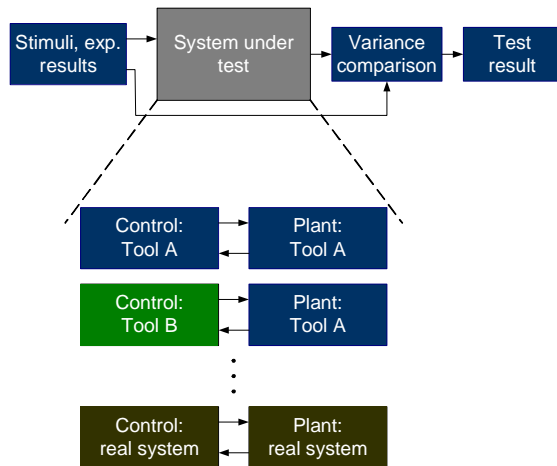 Stimuli, exp.
results
System under
test
Variance
comparison
Test
result
Control:
Tool A
Plant:
Tool A
Control:
Tool B
Plant:
Tool A
Control:
real system
Plant:
real system